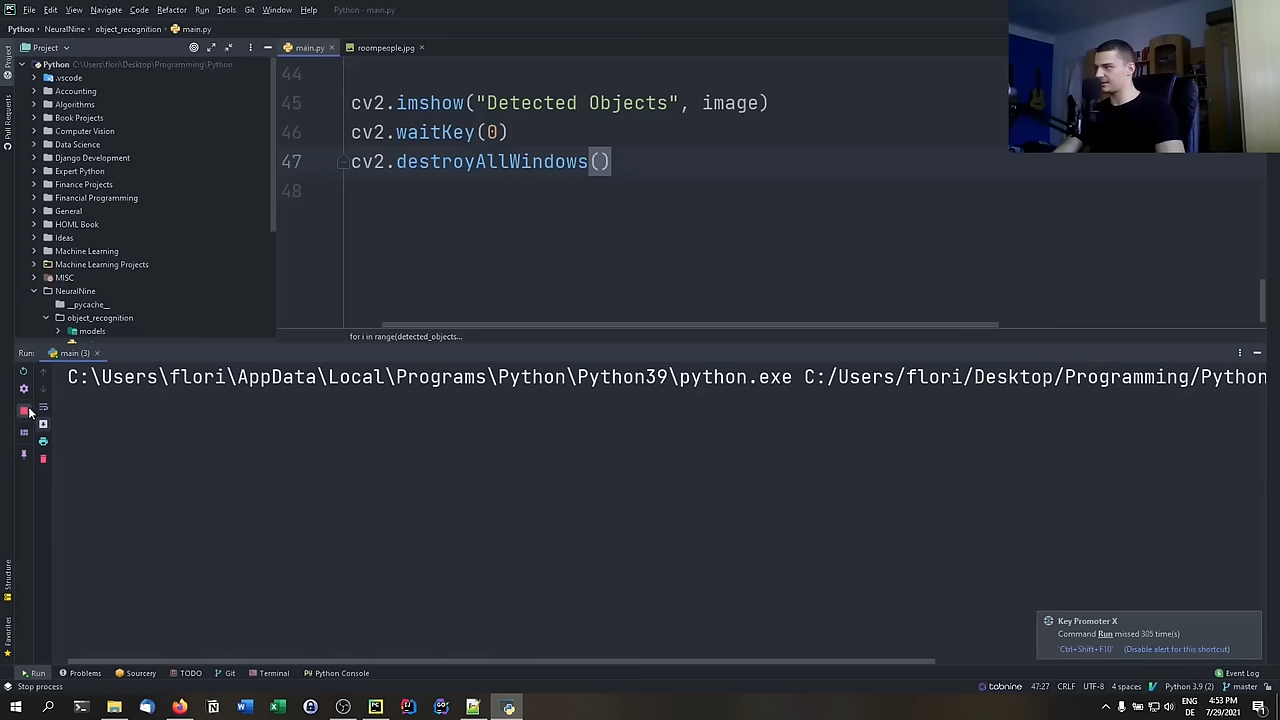 File Edit View Navigate Code Refactor Run Tools Git Window Help Python - main.py
Python NeuralNine object_recognition main.py
Project
main.py
roompeople.jpg
Python C:\Users\flori\Desktop\Programming\Python
.vscode
Accounting
Algorithms
Book Projects
Computer Vision
Data Science
Django Development
Expert Python
Finance Projects
Financial Programming
General
HOML Book
Ideas
Machine Learning
Machine Learning Projects
MISC
NeuralNine
__pycache__
object_recognition
models
44
45 cv2.imshow("Detected Objects", image)
46 cv2.waitKey(0)
47 cv2.destroyAllWindows()
48
for i in range(detected_objects...
Project
Pull Requests
Structure
Favorites
Run: main (3)
C:\Users\flori\AppData\Local\Programs\Python\Python39\python.exe C:/Users/flori/Desktop/Programming/Python
Key Promoter X
Command Run missed 305 time(s)
'Ctrl+Shift+F10' (Disable alert for this shortcut)
Run Problems Sourcery TODO Git Terminal Python Console Event Log
Stop process tabnine 47:27 CRLF UTF-8 4 spaces Python 3.9 (2) master
ENG
DE
4:53 PM
7/29/2021